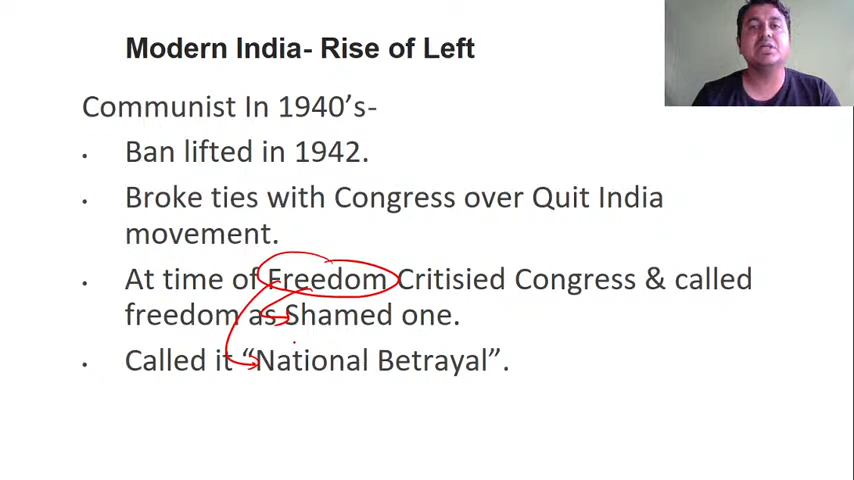 Modern India- Rise of Left
Communist In 1940’s-
• Ban lifted in 1942.
• Broke ties with Congress over Quit India
movement.
• At time of Freedom Critisied Congress & called
freedom as Shamed one.
• Called it “National Betrayal”.